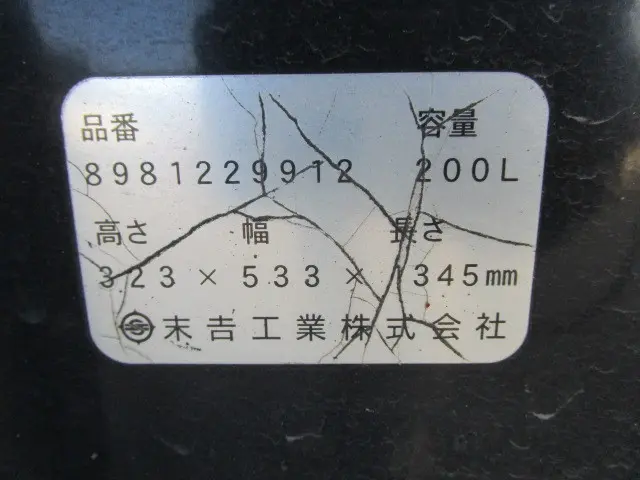 品番 容量
8981229912 200L
高さ 幅 長さ
323 × 533 × 1345mm
末吉工業株式会社